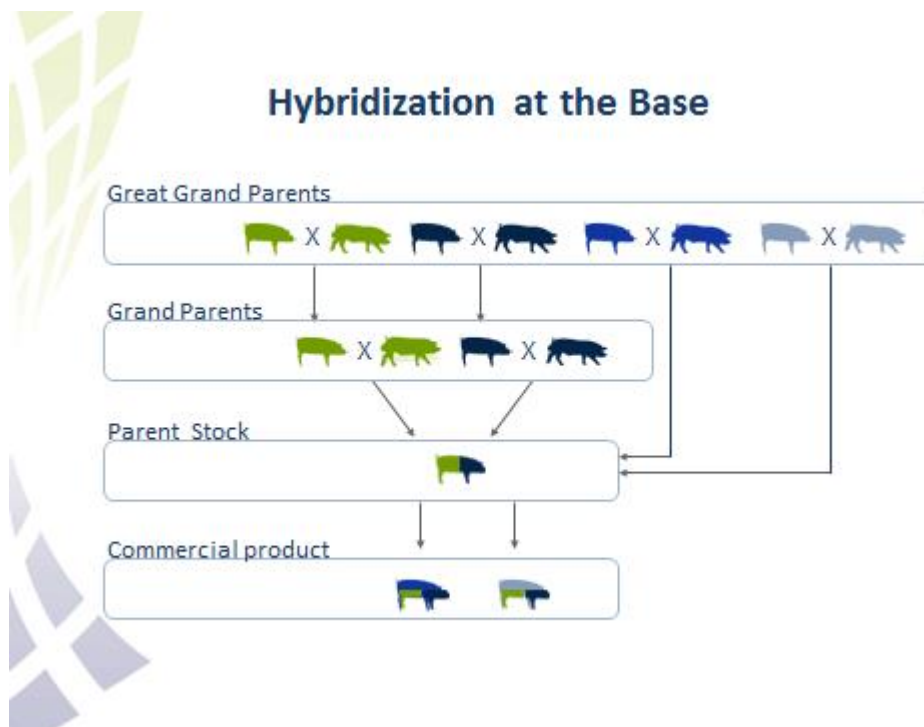 Hybridization at the Base
Great Grand Parents
X X X X
Grand Parents
X X
Parent Stock
Commercial product